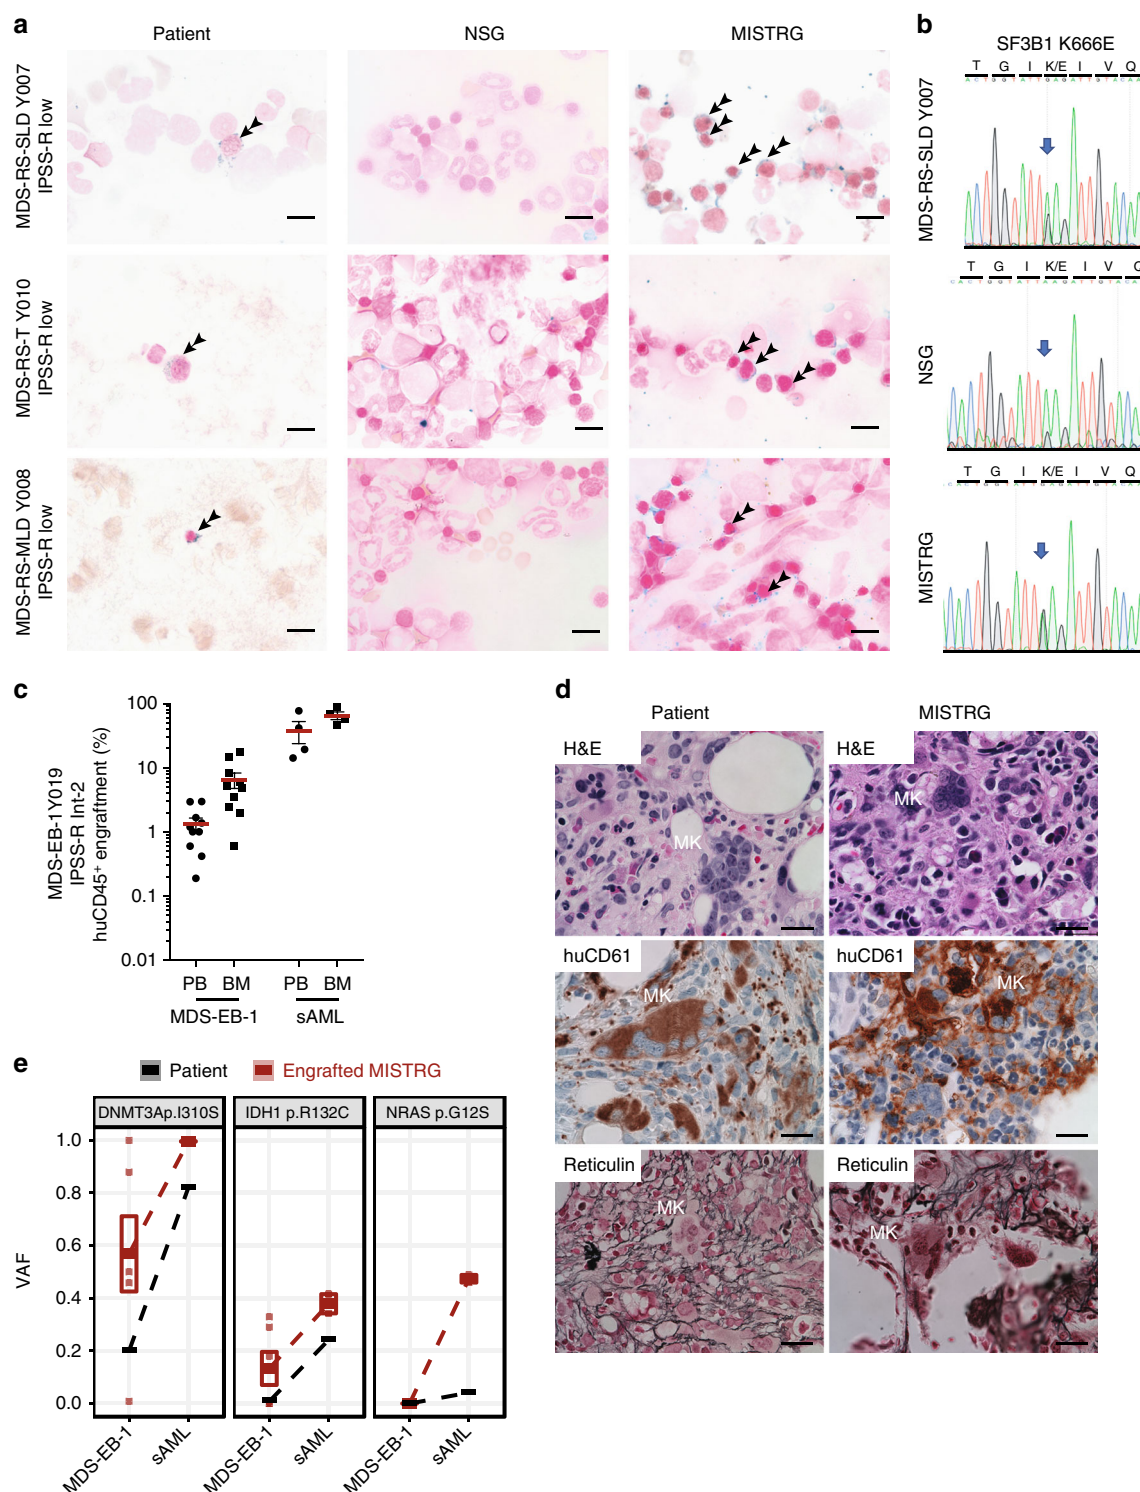 a
Patient
NSG
MISTRG
MDS-RS-SLD Y007
IPSS-R low
MDS-RS-T Y010
IPSS-R low
MDS-RS-MLD Y008
IPSS-R low
b
SF3B1 K666E
MDS-RS-SLD Y007
T G I K/E I V Q
A C T G G T A T T G A G A T T G T A C A A
NSG
T G I K/E I V Q
C A C T G G T A T T A A G A T T G T A C A
MISTRG
T G I K/E I V Q
C A C T G G T A T T G A G A T T G T A C A
c
MDS-EB-1 Y019
IPSS-R Int-2
huCD45+ engraftment (%)
100
10
1
0.1
0.01
PB BM PB BM
MDS-EB-1 sAML
d
Patient
MISTRG
H&E
MK
H&E
MK
huCD61
MK
huCD61
MK
Reticulin
MK
Reticulin
MK
e
Patient
Engrafted MISTRG
DNMT3Ap.I310S
IDH1 p.R132C
NRAS p.G12S
VAF
1.0
0.8
0.6
0.4
0.2
0.0
MDS-EB-1
sAML
MDS-EB-1
sAML
MDS-EB-1
sAML